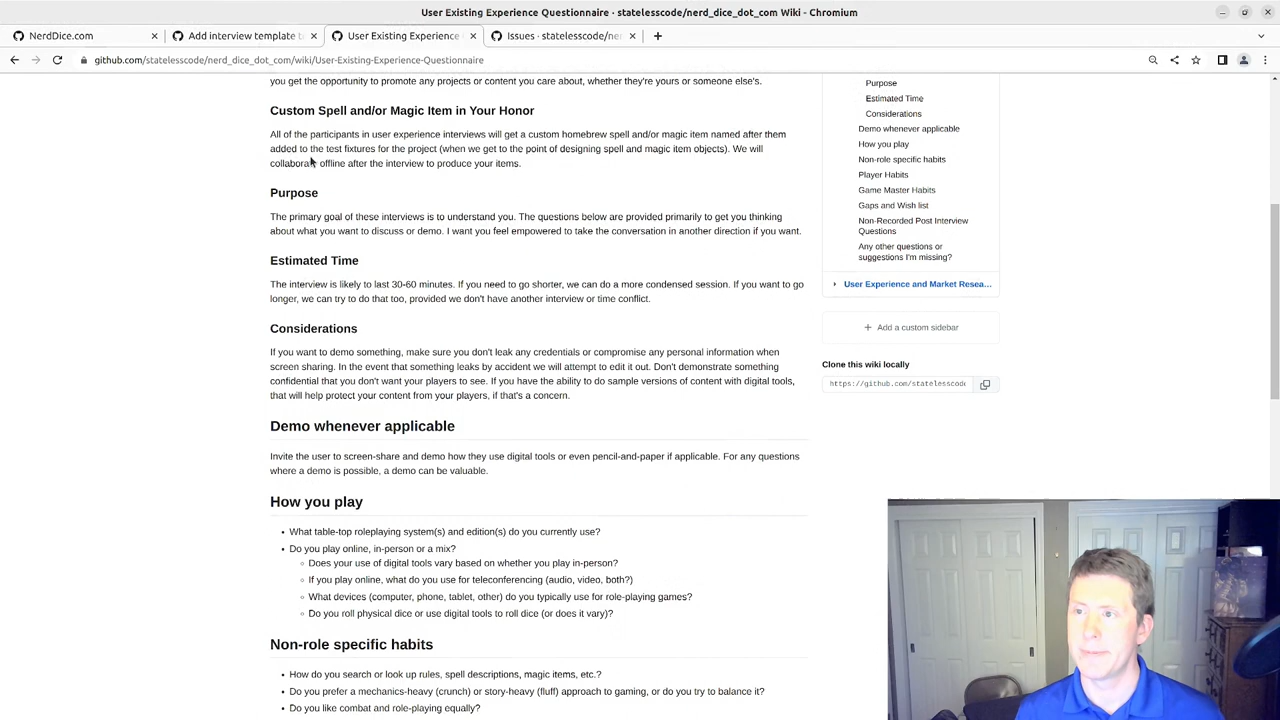 User Existing Experience Questionnaire - statelesscode/nerd_dice_dot_com Wiki - Chromium
NerdDice.com
Add interview template t
User Existing Experience
Issues · statelesscode/ne
github.com/statelesscode/nerd_dice_dot_com/wiki/User-Existing-Experience-Questionnaire
you get the opportunity to promote any projects or content you care about, whether they're yours or someone else's.
Custom Spell and/or Magic Item in Your Honor
All of the participants in user experience interviews will get a custom homebrew spell and/or magic item named after them
added to the test fixtures for the project (when we get to the point of designing spell and magic item objects). We will
collaborate offline after the interview to produce your items.
Purpose
The primary goal of these interviews is to understand you. The questions below are provided primarily to get you thinking
about what you want to discuss or demo. I want you feel empowered to take the conversation in another direction if you want.
Estimated Time
The interview is likely to last 30-60 minutes. If you need to go shorter, we can do a more condensed session. If you want to go
longer, we can try to do that too, provided we don't have another interview or time conflict.
Considerations
If you want to demo something, make sure you don't leak any credentials or compromise any personal information when
screen sharing. In the event that something leaks by accident we will attempt to edit it out. Don't demonstrate something
confidential that you don't want your players to see. If you have the ability to do sample versions of content with digital tools,
that will help protect your content from your players, if that's a concern.
Demo whenever applicable
Invite the user to screen-share and demo how they use digital tools or even pencil-and-paper if applicable. For any questions
where a demo is possible, a demo can be valuable.
How you play
• What table-top roleplaying system(s) and edition(s) do you currently use?
• Do you play online, in-person or a mix?
◦ Does your use of digital tools vary based on whether you play in-person?
◦ If you play online, what do you use for teleconferencing (audio, video, both?)
◦ What devices (computer, phone, tablet, other) do you typically use for role-playing games?
◦ Do you roll physical dice or use digital tools to roll dice (or does it vary)?
Non-role specific habits
• How do you search or look up rules, spell descriptions, magic items, etc.?
• Do you prefer a mechanics-heavy (crunch) or story-heavy (fluff) approach to gaming, or do you try to balance it?
• Do you like combat and role-playing equally?
Purpose
Estimated Time
Considerations
Demo whenever applicable
How you play
Non-role specific habits
Player Habits
Game Master Habits
Gaps and Wish list
Non-Recorded Post Interview
Questions
Any other questions or
suggestions I'm missing?
User Experience and Market Resea...
Add a custom sidebar
Clone this wiki locally
https://github.com/statelesscode